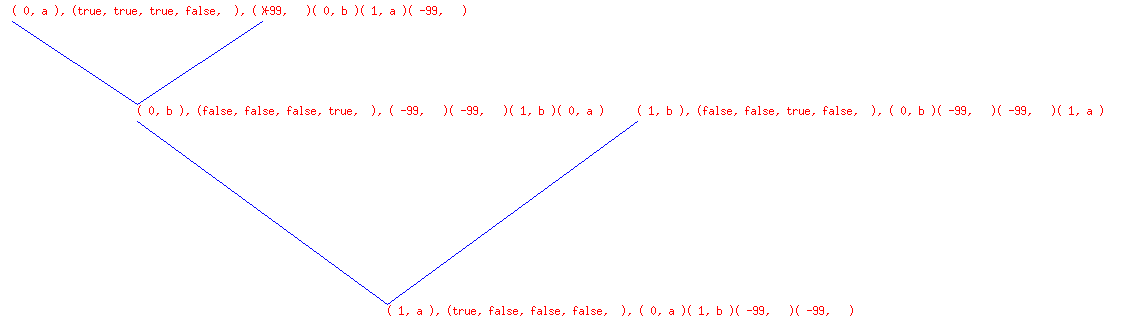 ( 0, a ), (true, true, true, false, ), ( -99, )( 0, b )( 1, a )( -99, )
X
( 0, b ), (false, false, false, true, ), ( -99, )( -99, )( 1, b )( 0, a )
( 1, b ), (false, false, true, false, ), ( 0, b )( -99, )( -99, )( 1, a )
( 1, a ), (true, false, false, false, ), ( 0, a )( 1, b )( -99, )( -99, )